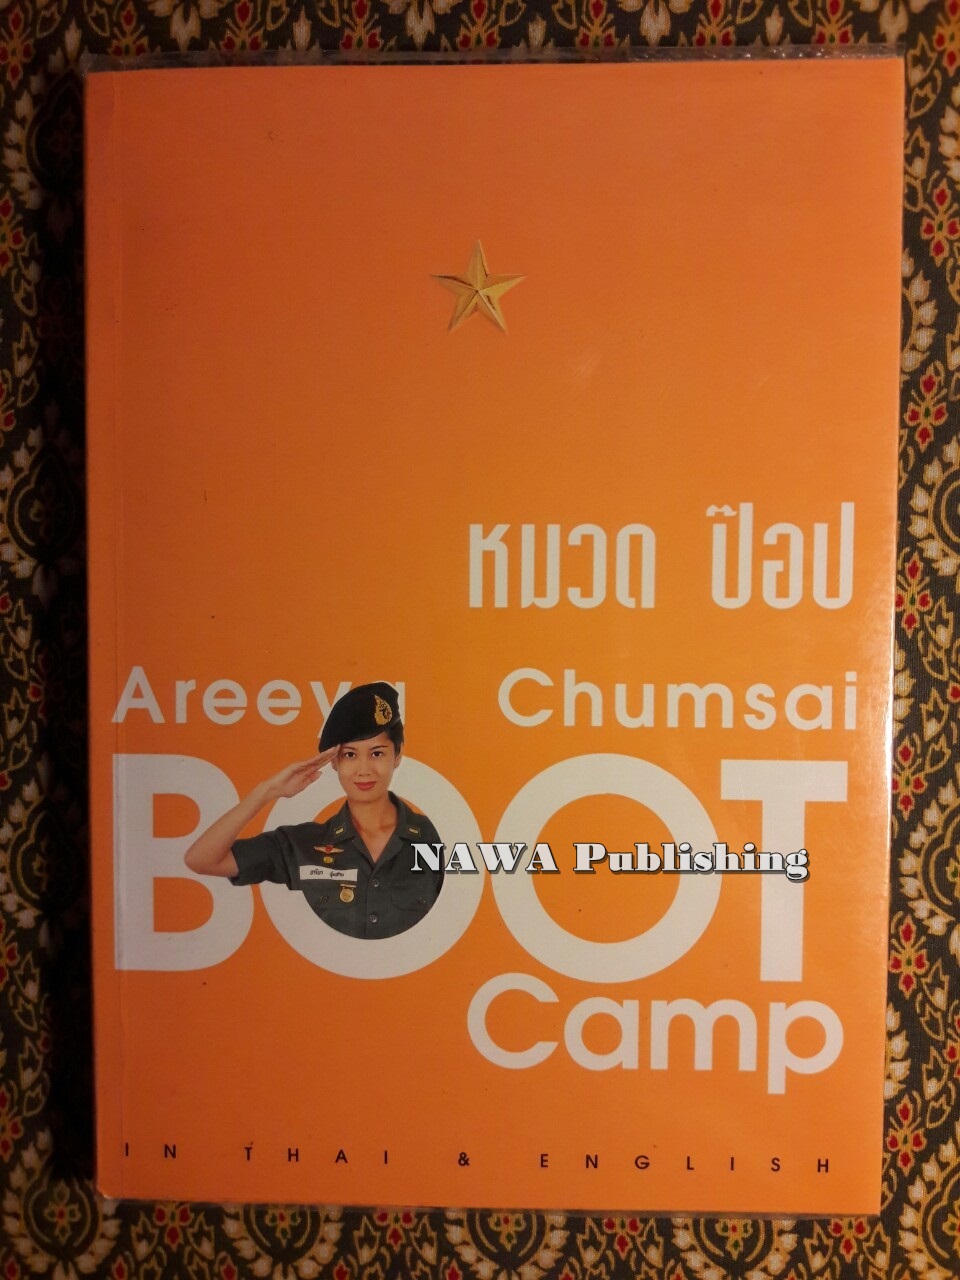 หมวด ป๊อป
Areeya Chumsai
BOOT
NAWA Publishing
Camp
IN THAI & ENGLISH